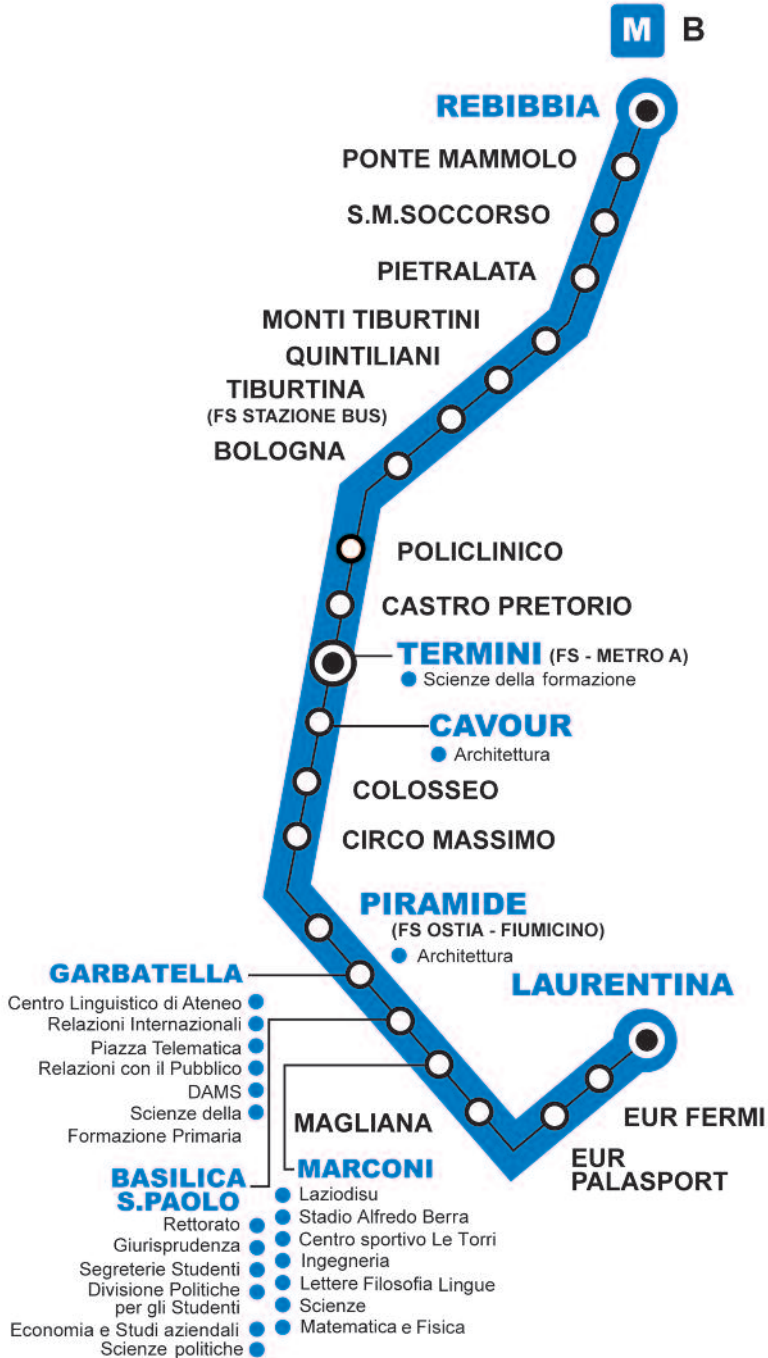 M B
REBIBBIA
PONTE MAMMOLO
S.M.SOCCORSO
PIETRALATA
MONTI TIBURTINI
QUINTILIANI
TIBURTINA
(FS STAZIONE BUS)
BOLOGNA
POLICLINICO
CASTRO PRETORIO
TERMINI (FS - METRO A)
Scienze della formazione
CAVOUR
Architettura
COLOSSEO
CIRCO MASSIMO
PIRAMIDE
(FS OSTIA - FIUMICINO)
Architettura
GARBATELLA
Centro Linguistico di Ateneo
Relazioni Internazionali
Piazza Telematica
Relazioni con il Pubblico
DAMS
Scienze della
Formazione Primaria
BASILICA
S.PAOLO
Rettorato
Giurisprudenza
Segreterie Studenti
Divisione Politiche
per gli Studenti
Economia e Studi aziendali
Scienze politiche
MARCONI
Laziodisu
Stadio Alfredo Berra
Centro sportivo Le Torri
Ingegneria
Lettere Filosofia Lingue
Scienze
Matematica e Fisica
MAGLIANA
EUR
PALASPORT
EUR FERMI
LAURENTINA